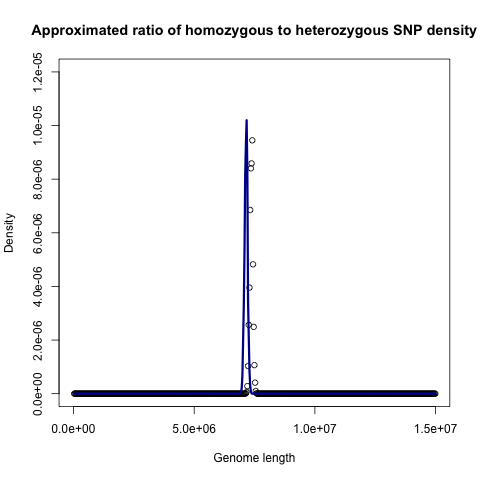 Approximated ratio of homozygous to heterozygous SNP density
1.2e-05
1.0e-05
8.0e-06
6.0e-06
4.0e-06
2.0e-06
0.0e+00
Density
0.0e+00 5.0e+06 1.0e+07 1.5e+07
Genome length